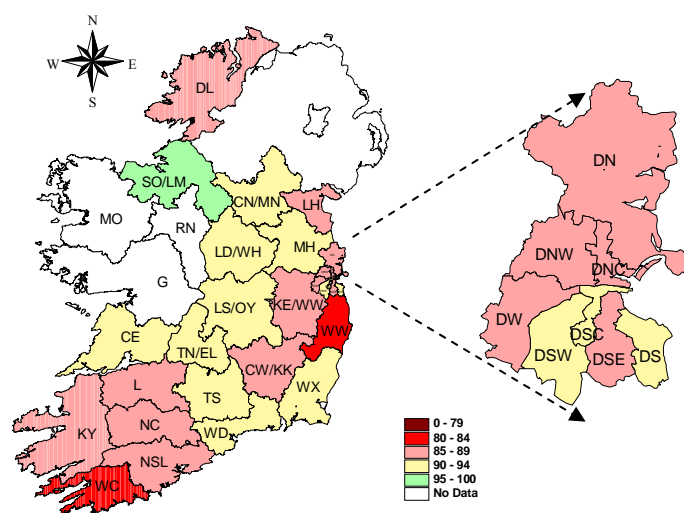 N
W E
S
DL
SO/LM
MO
RN
CN/MN
LH
LD/WH
MH
G
LS/OY
KE/WW
WW
CE
TN/EL
CW/KK
L
TS
WX
KY
NC
WD
NSL
WC
DN
DNW
DNC
DW
DSC
DSW
DSE
DS
0 - 79
80 - 84
85 - 89
90 - 94
95 - 100
No Data